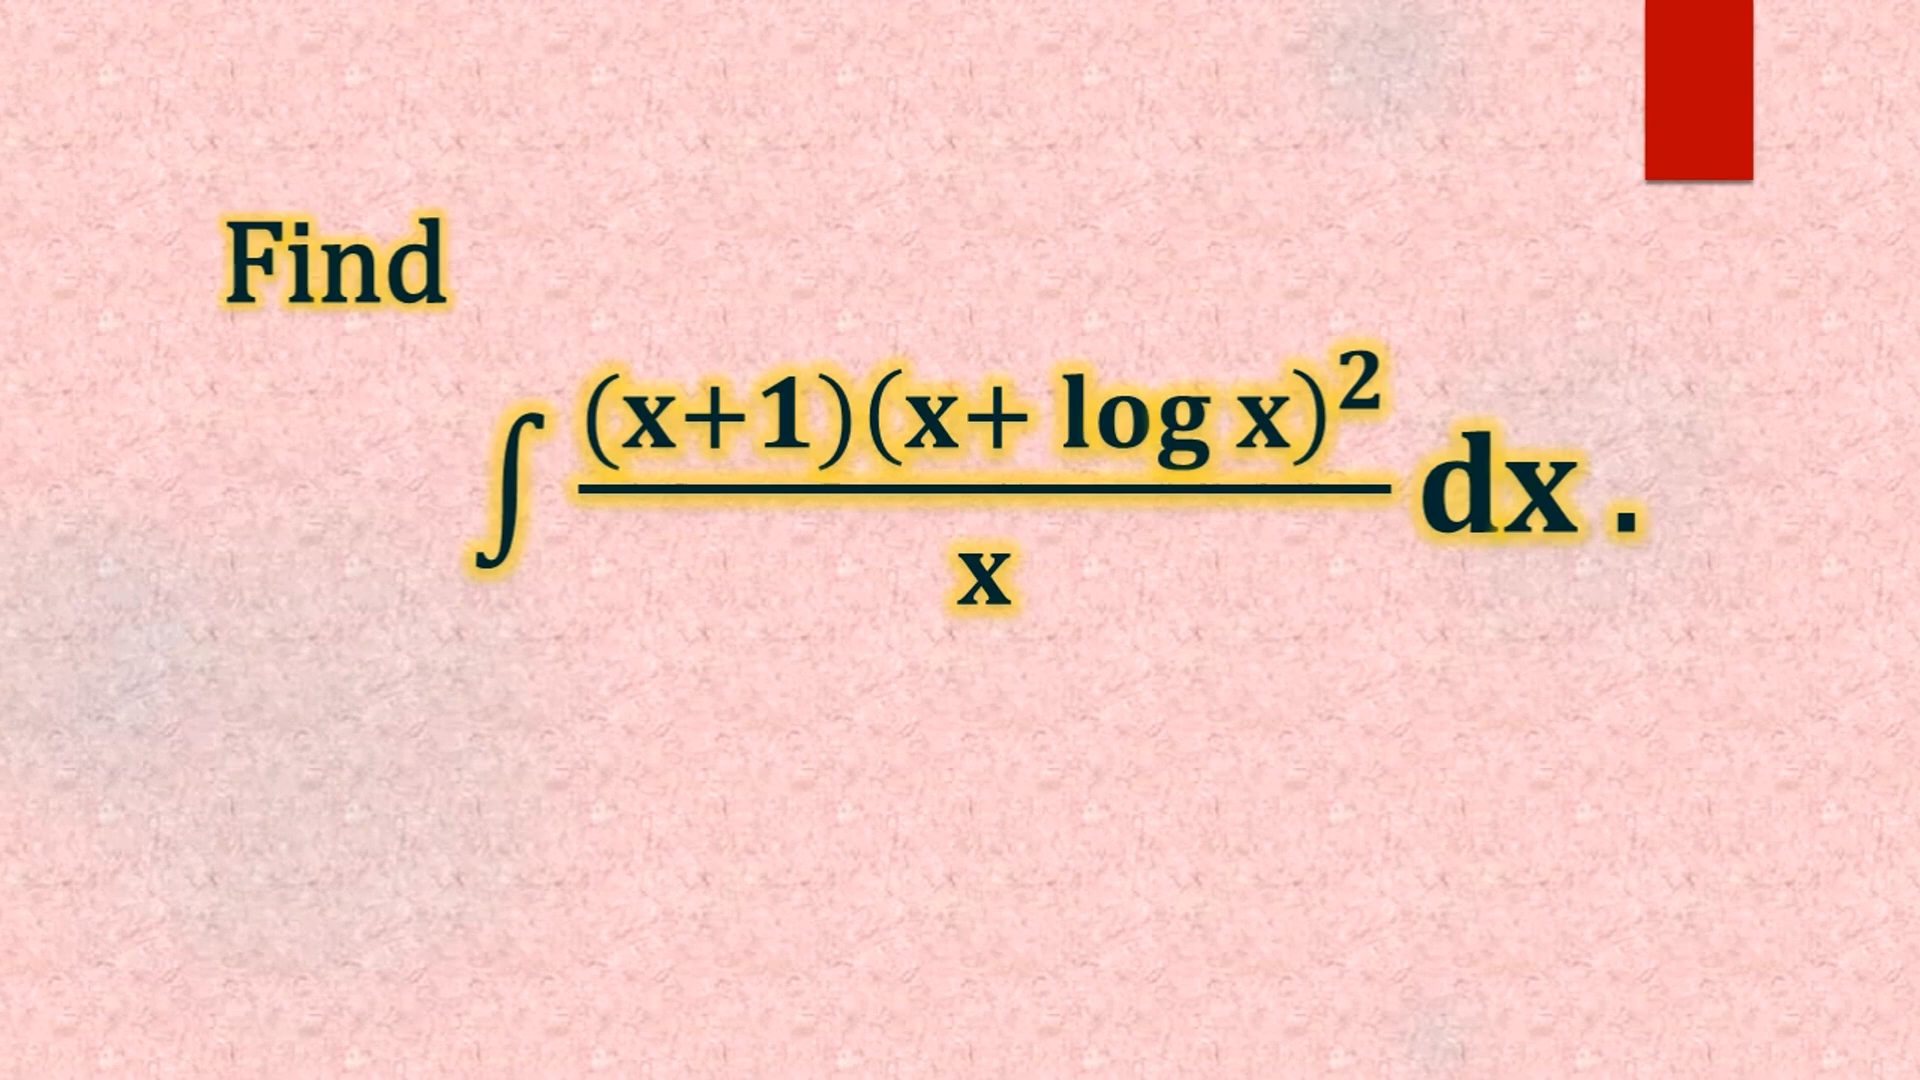 Find
∫ (x+1)(x+ log x)² / x dx .